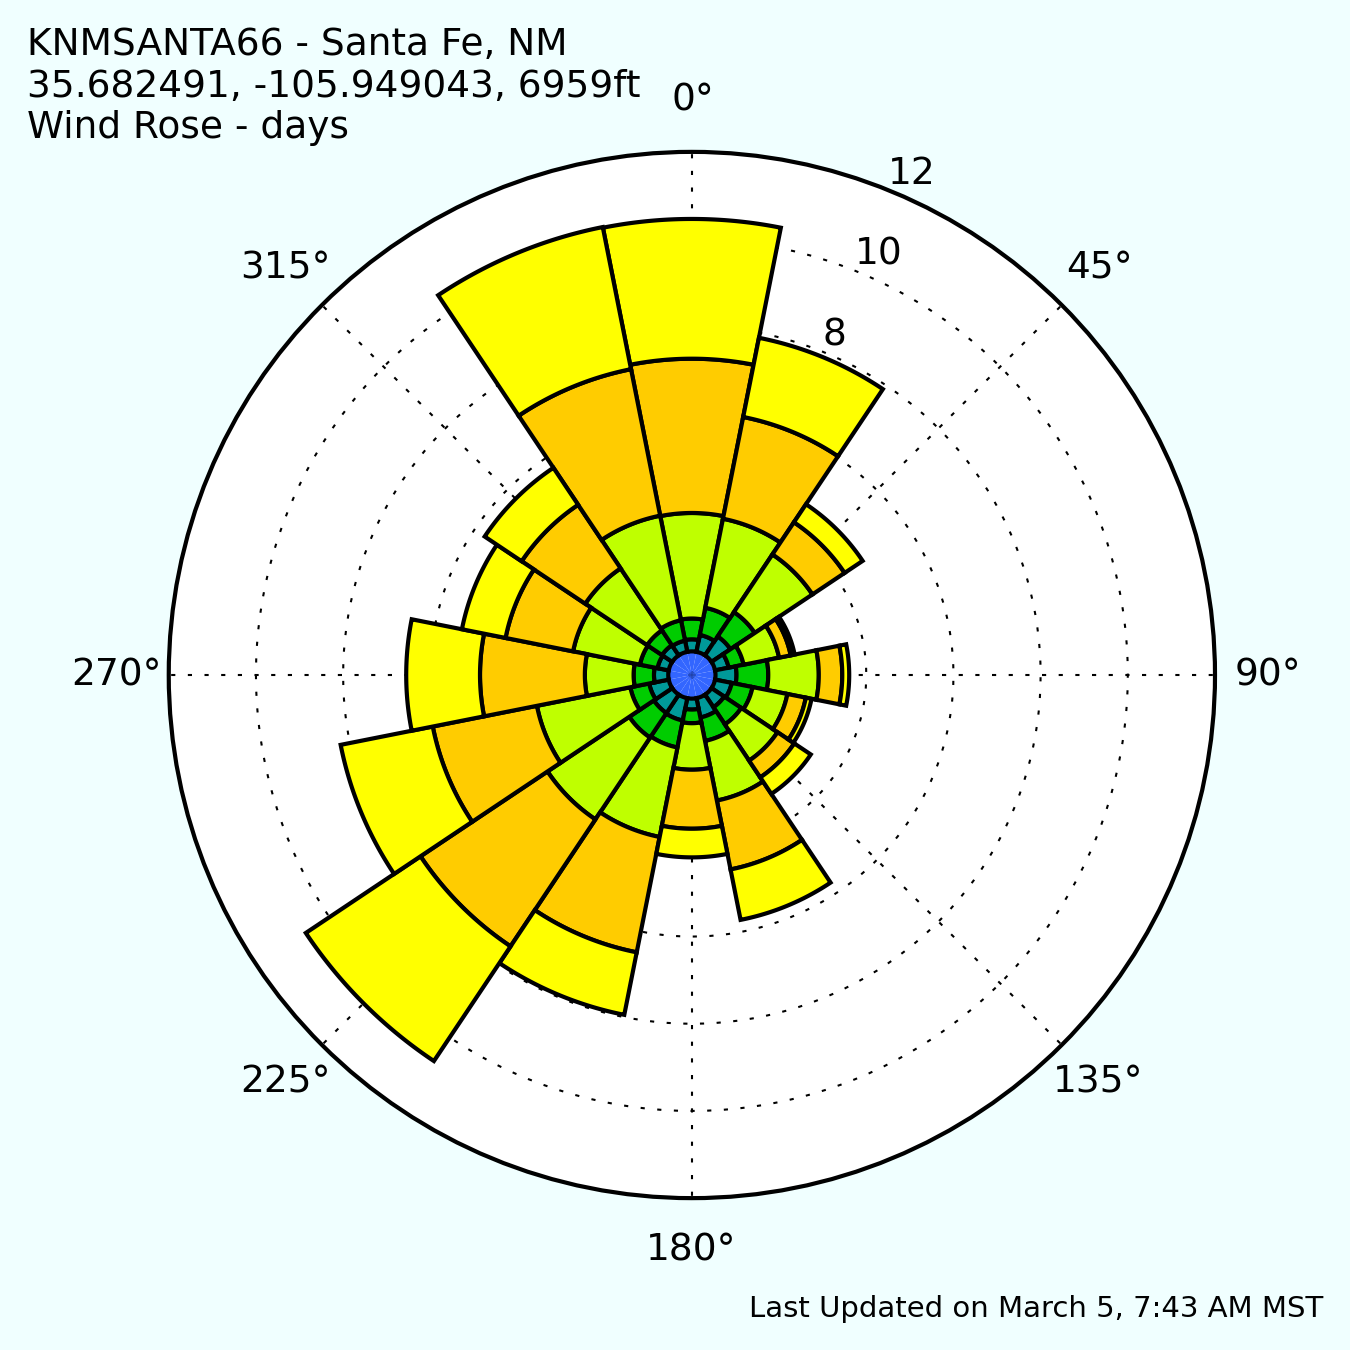 KNMSANTA66 - Santa Fe, NM
35.682491, -105.949043, 6959ft
Wind Rose - days
0°
12
10
8
315°
45°
270°
90°
225°
135°
180°
Last Updated on March 5, 7:43 AM MST